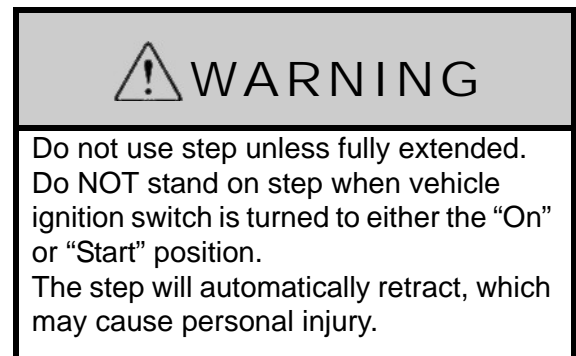 WARNING
Do not use step unless fully extended.
Do NOT stand on step when vehicle
ignition switch is turned to either the “On”
or “Start” position.
The step will automatically retract, which
may cause personal injury.